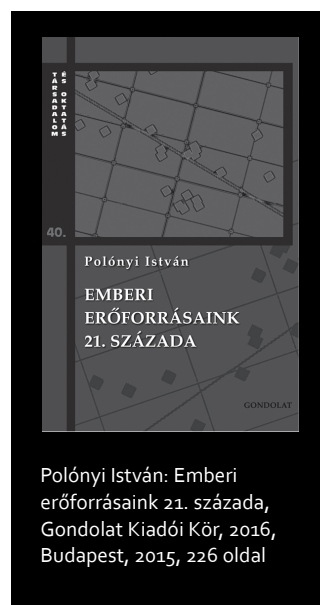 TÁRSADALOM
ÉS OKTATÁS
40.
Polónyi István
EMBERI
ERŐFORRÁSAINK
21. SZÁZADA
GONDOLAT
Polónyi István: Emberi
erőforrásaink 21. százada,
Gondolat Kiadói Kör, 2016,
Budapest, 2015, 226 oldal